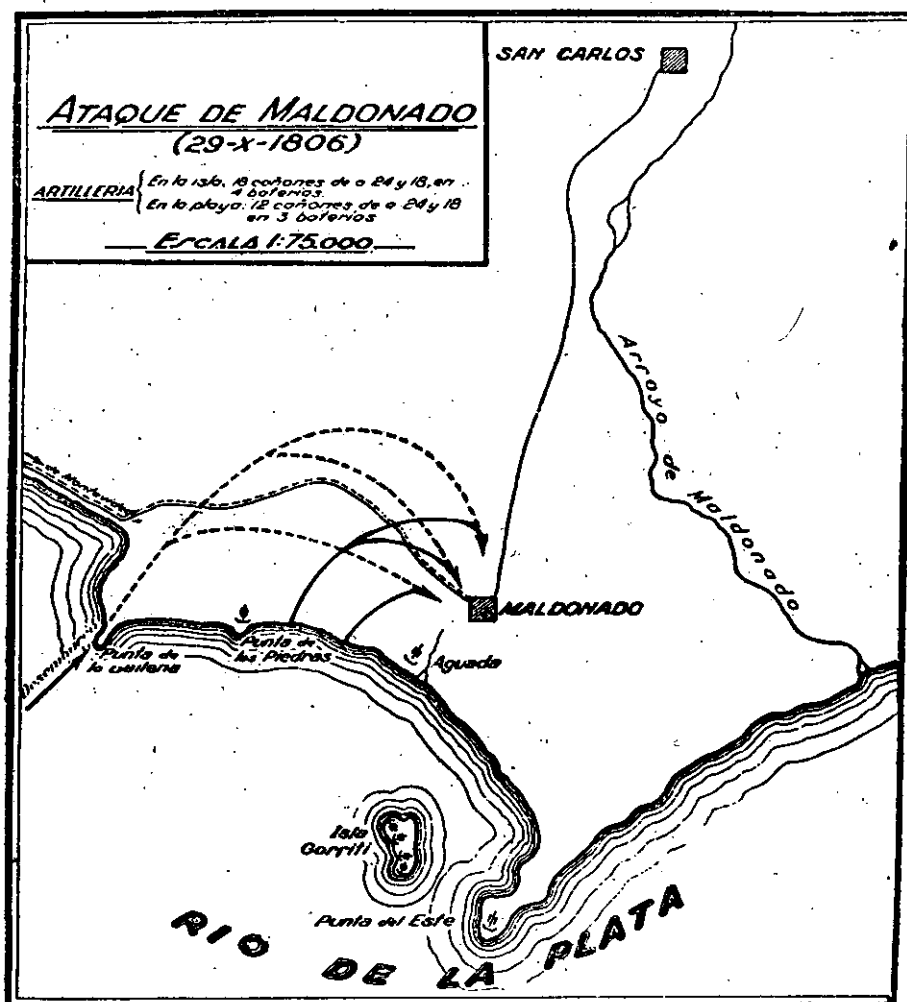 SAN CARLOS
ATAQUE DE MALDONADO
(29-X-1806)
ARTILLERIA
En la isla, 18 cañones de a 24 y 18, en
4 baterias
En la playa: 12 cañones de a 24 y 18
en 3 baterias
ESCALA 1:75.000
Arroyo de Maldonado
de Montevideo
MALDONADO
Punta de
la Ballena
Punta de
las Piedras
Aguada
Isla
Gorriti
Punta del Este
RIO DE LA PLATA